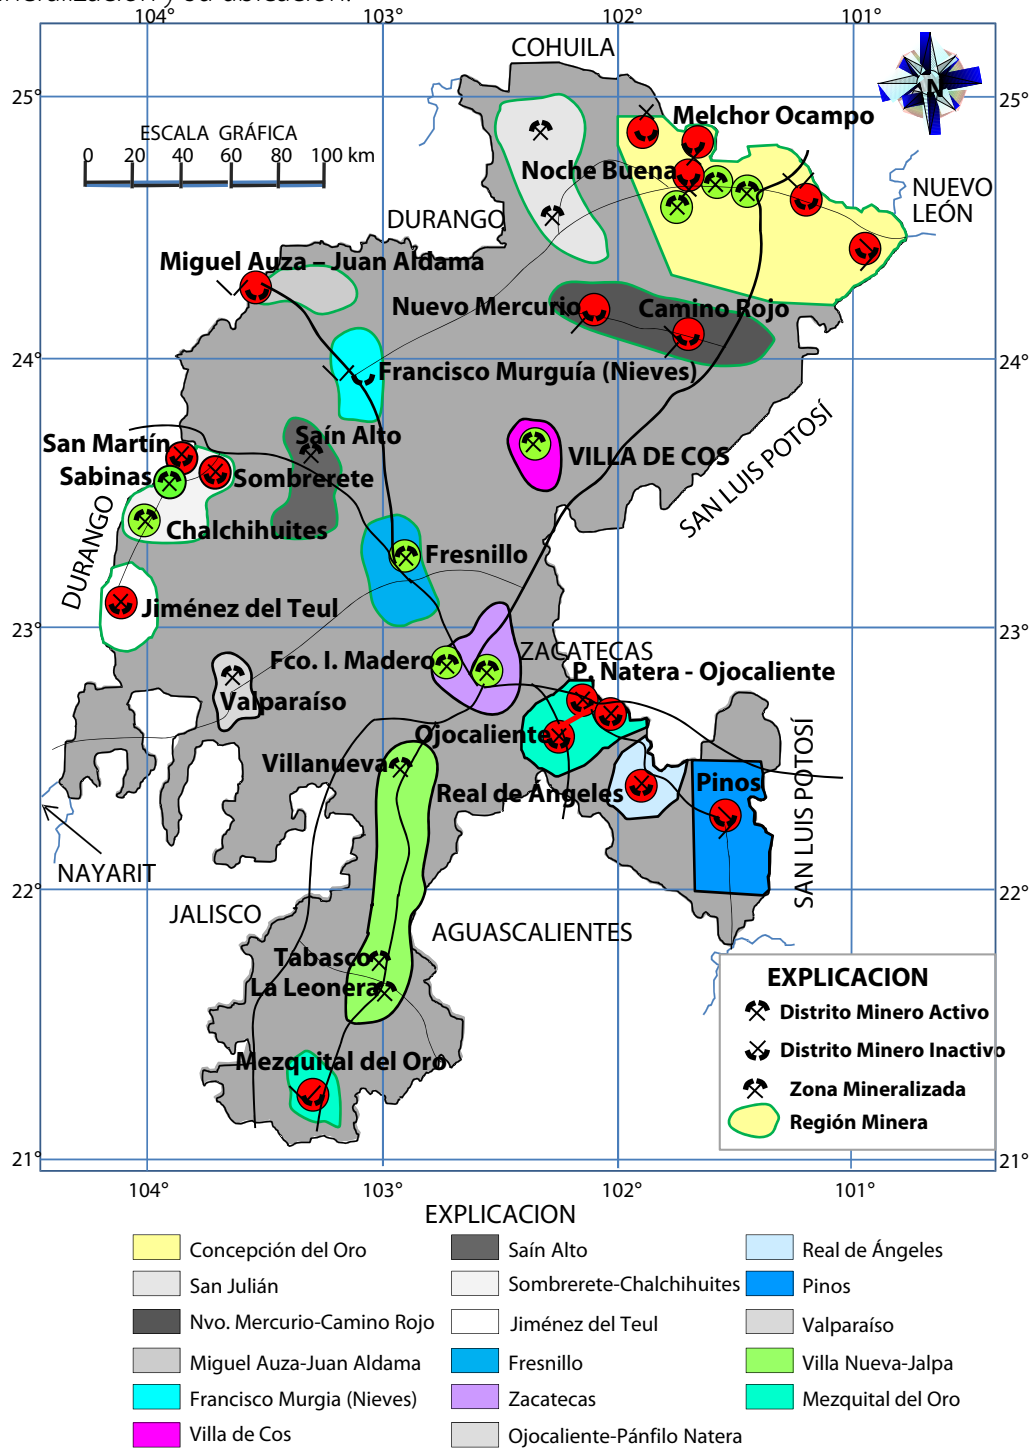 104°
103°
102°
101°
COHUILA
25°
25°
ESCALA GRÁFICA
0 20 40 60 80 100 km
N
Melchor Ocampo
Noche Buena
NUEVO
LEÓN
DURANGO
Miguel Auza – Juan Aldama
Nuevo Mercurio
Camino Rojo
24°
24°
Francisco Murguía (Nieves)
San Martín
Saín Alto
Sabinas
Sombrerete
VILLA DE COS
SAN LUIS POTOSÍ
Chalchihuites
DURANGO
Fresnillo
Jiménez del Teul
23°
23°
Fco. I. Madero
ZACATECAS
P. Natera - Ojocaliente
Valparaíso
Ojocaliente
Villanueva
Real de Ángeles
Pinos
SAN LUIS POTOSÍ
NAYARIT
22°
22°
JALISCO
AGUASCALIENTES
Tabasco
La Leonera
EXPLICACION
Distrito Minero Activo
Distrito Minero Inactivo
Zona Mineralizada
Región Minera
Mezquital del Oro
21°
21°
104°
103°
102°
101°
EXPLICACION
Concepción del Oro
Saín Alto
Real de Ángeles
San Julián
Sombrerete-Chalchihuites
Pinos
Nvo. Mercurio-Camino Rojo
Jiménez del Teul
Valparaíso
Miguel Auza-Juan Aldama
Fresnillo
Villa Nueva-Jalpa
Francisco Murgia (Nieves)
Zacatecas
Mezquital del Oro
Villa de Cos
Ojocaliente-Pánfilo Natera